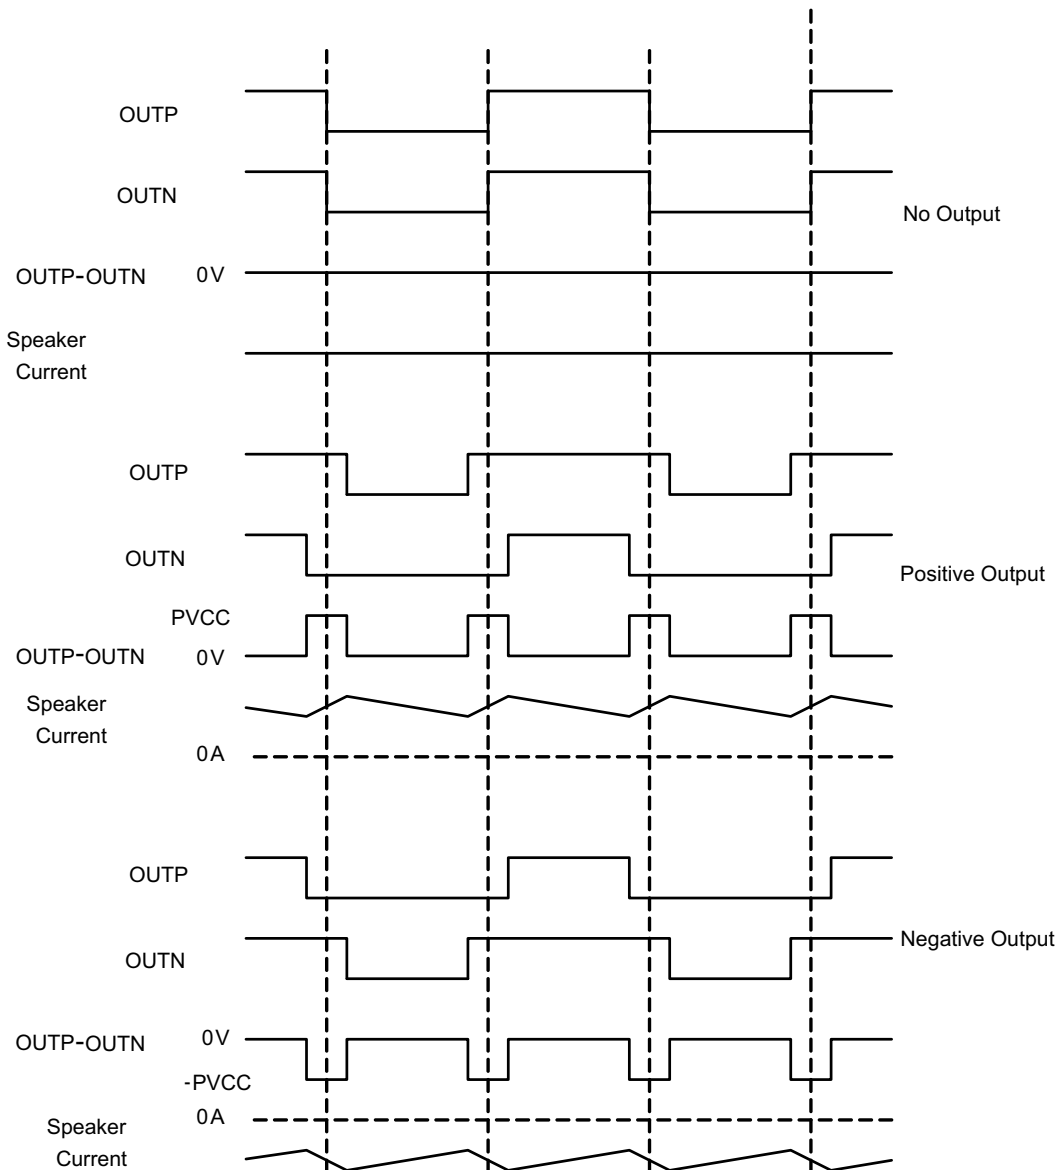 OUTP
OUTN
No Output
OUTP-OUTN 0V
Speaker
Current
OUTP
OUTN
Positive Output
PVCC
OUTP-OUTN 0V
Speaker
Current
0A
OUTP
OUTN
Negative Output
OUTP-OUTN 0V
-PVCC
0A
Speaker
Current